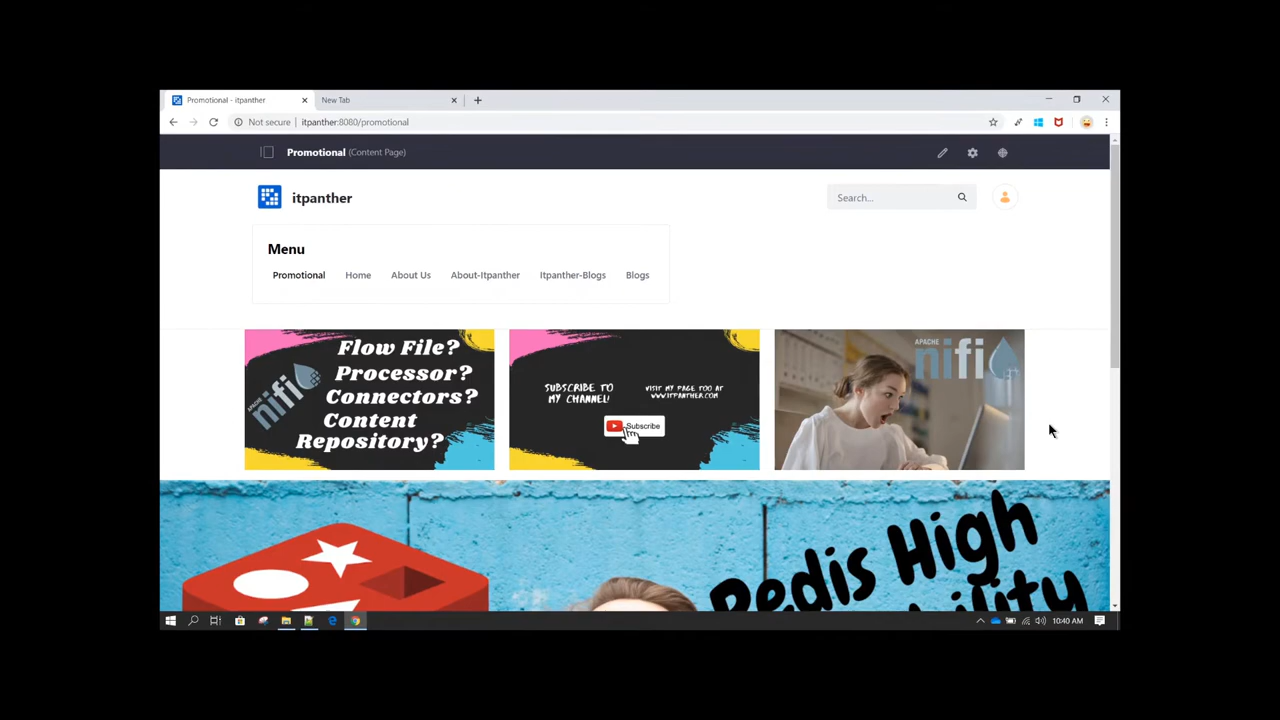 Promotional - itpanther
New Tab
Not secure
itpanther:8080/promotional
Promotional (Content Page)
itpanther
Search...
Menu
Promotional
Home
About Us
About-Itpanther
Itpanther-Blogs
Blogs
APACHE
nifi
Flow File?
Processor?
Connectors?
Content
Repository?
SUBSCRIBE TO
MY CHANNEL!
VISIT MY PAGE TOO AT
WWW.ITPANTHER.COM
Subscribe
APACHE
nifi
Redis High
10:40 AM